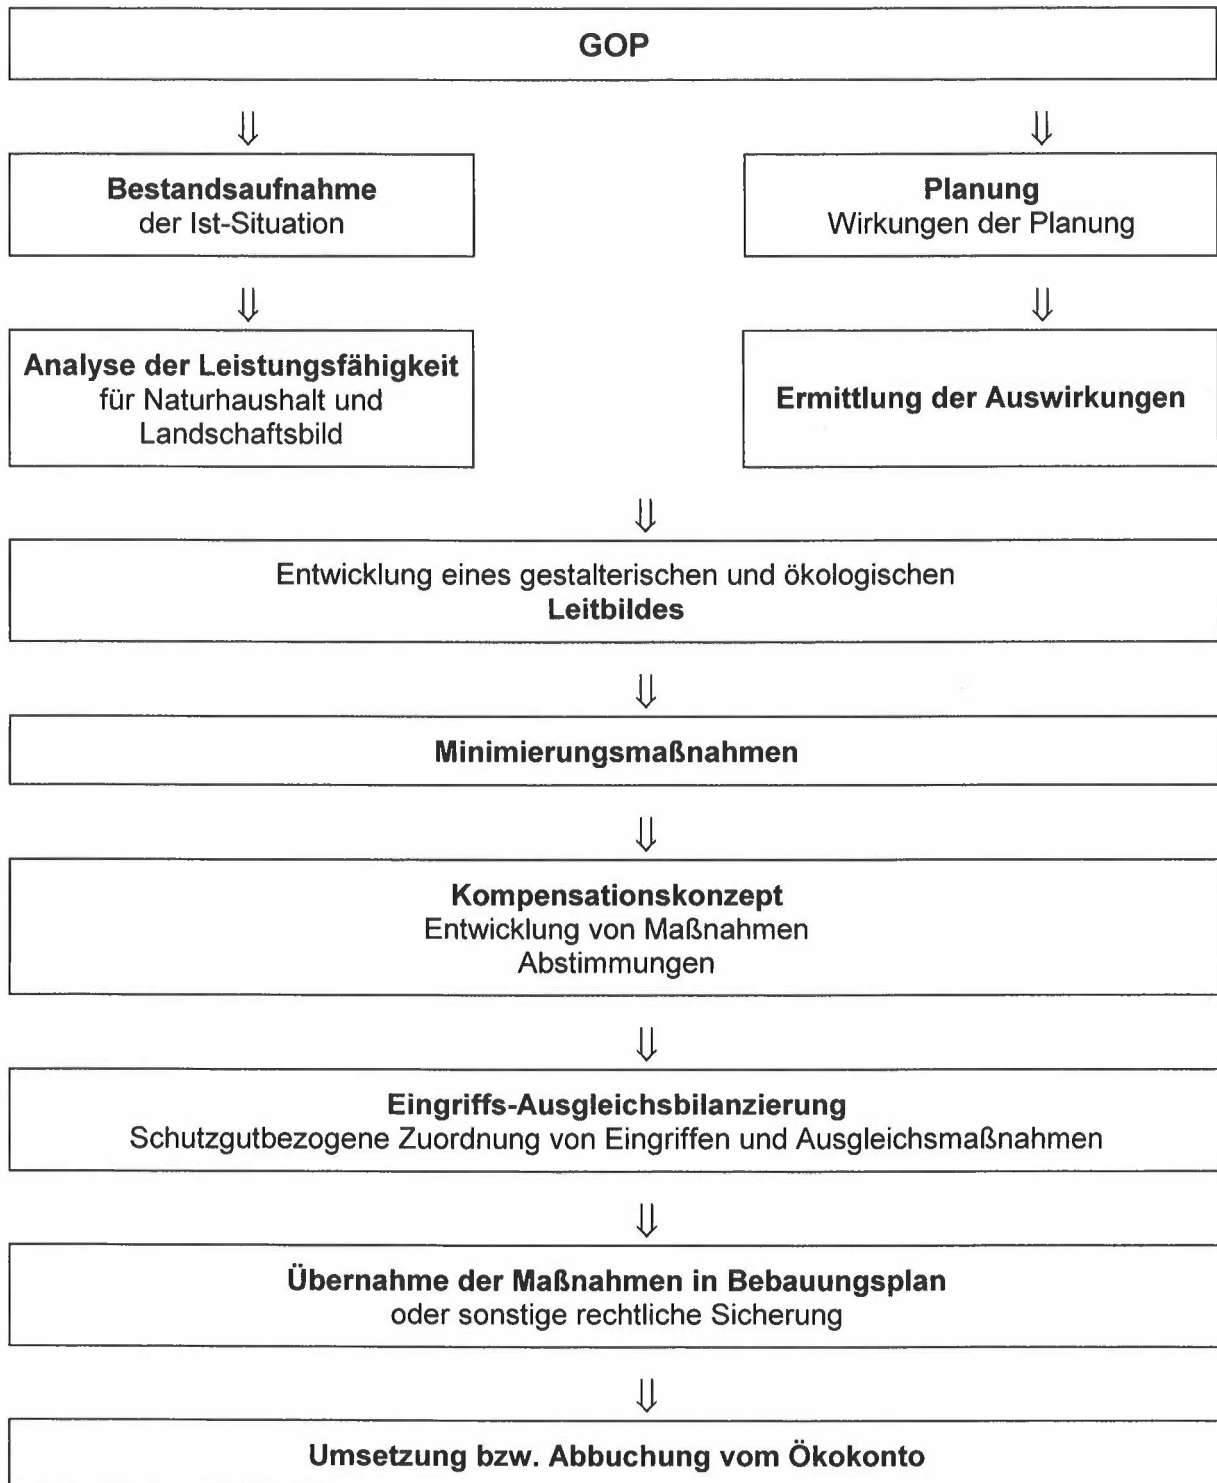 GOP
⇓ ⇓
Bestandsaufnahme
der Ist-Situation
Planung
Wirkungen der Planung
⇓ ⇓
Analyse der Leistungsfähigkeit
für Naturhaushalt und
Landschaftsbild
Ermittlung der Auswirkungen
⇓
Entwicklung eines gestalterischen und ökologischen
Leitbildes
⇓
Minimierungsmaßnahmen
⇓
Kompensationskonzept
Entwicklung von Maßnahmen
Abstimmungen
⇓
Eingriffs-Ausgleichsbilanzierung
Schutzgutbezogene Zuordnung von Eingriffen und Ausgleichsmaßnahmen
⇓
Übernahme der Maßnahmen in Bebauungsplan
oder sonstige rechtliche Sicherung
⇓
Umsetzung bzw. Abbuchung vom Ökokonto